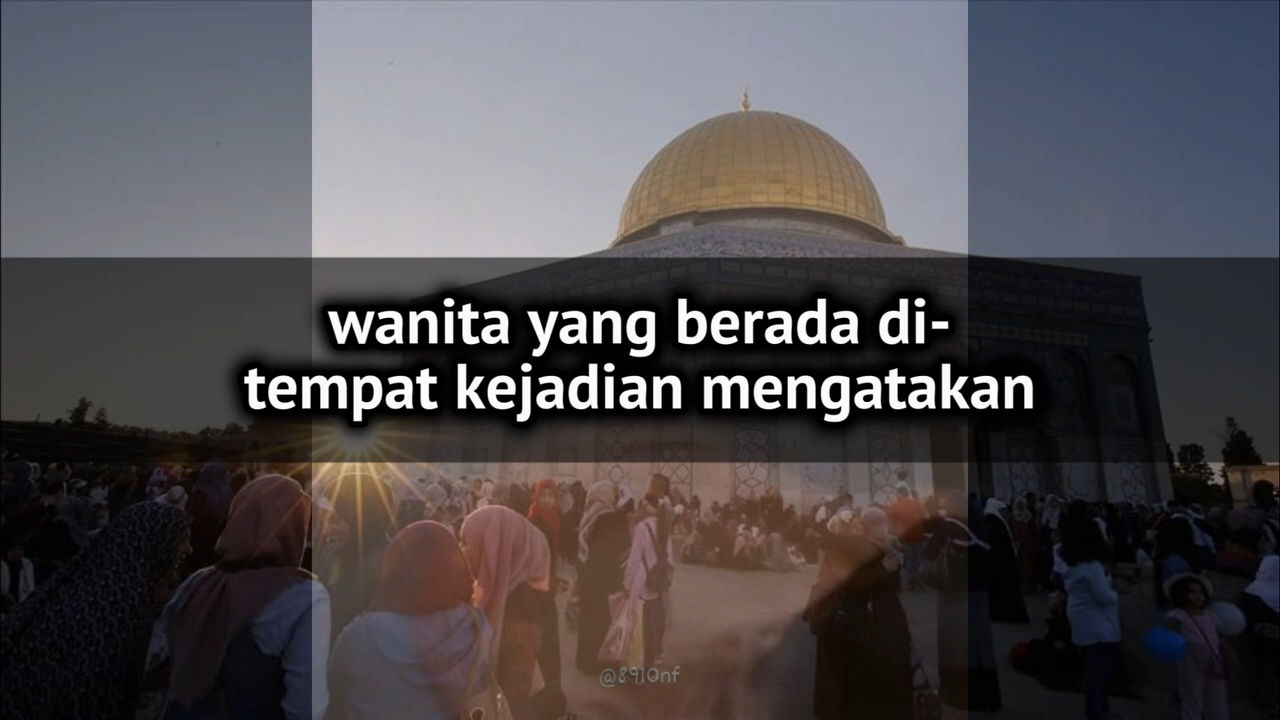 wanita yang berada di-
tempat kejadian mengatakan
@8910nf